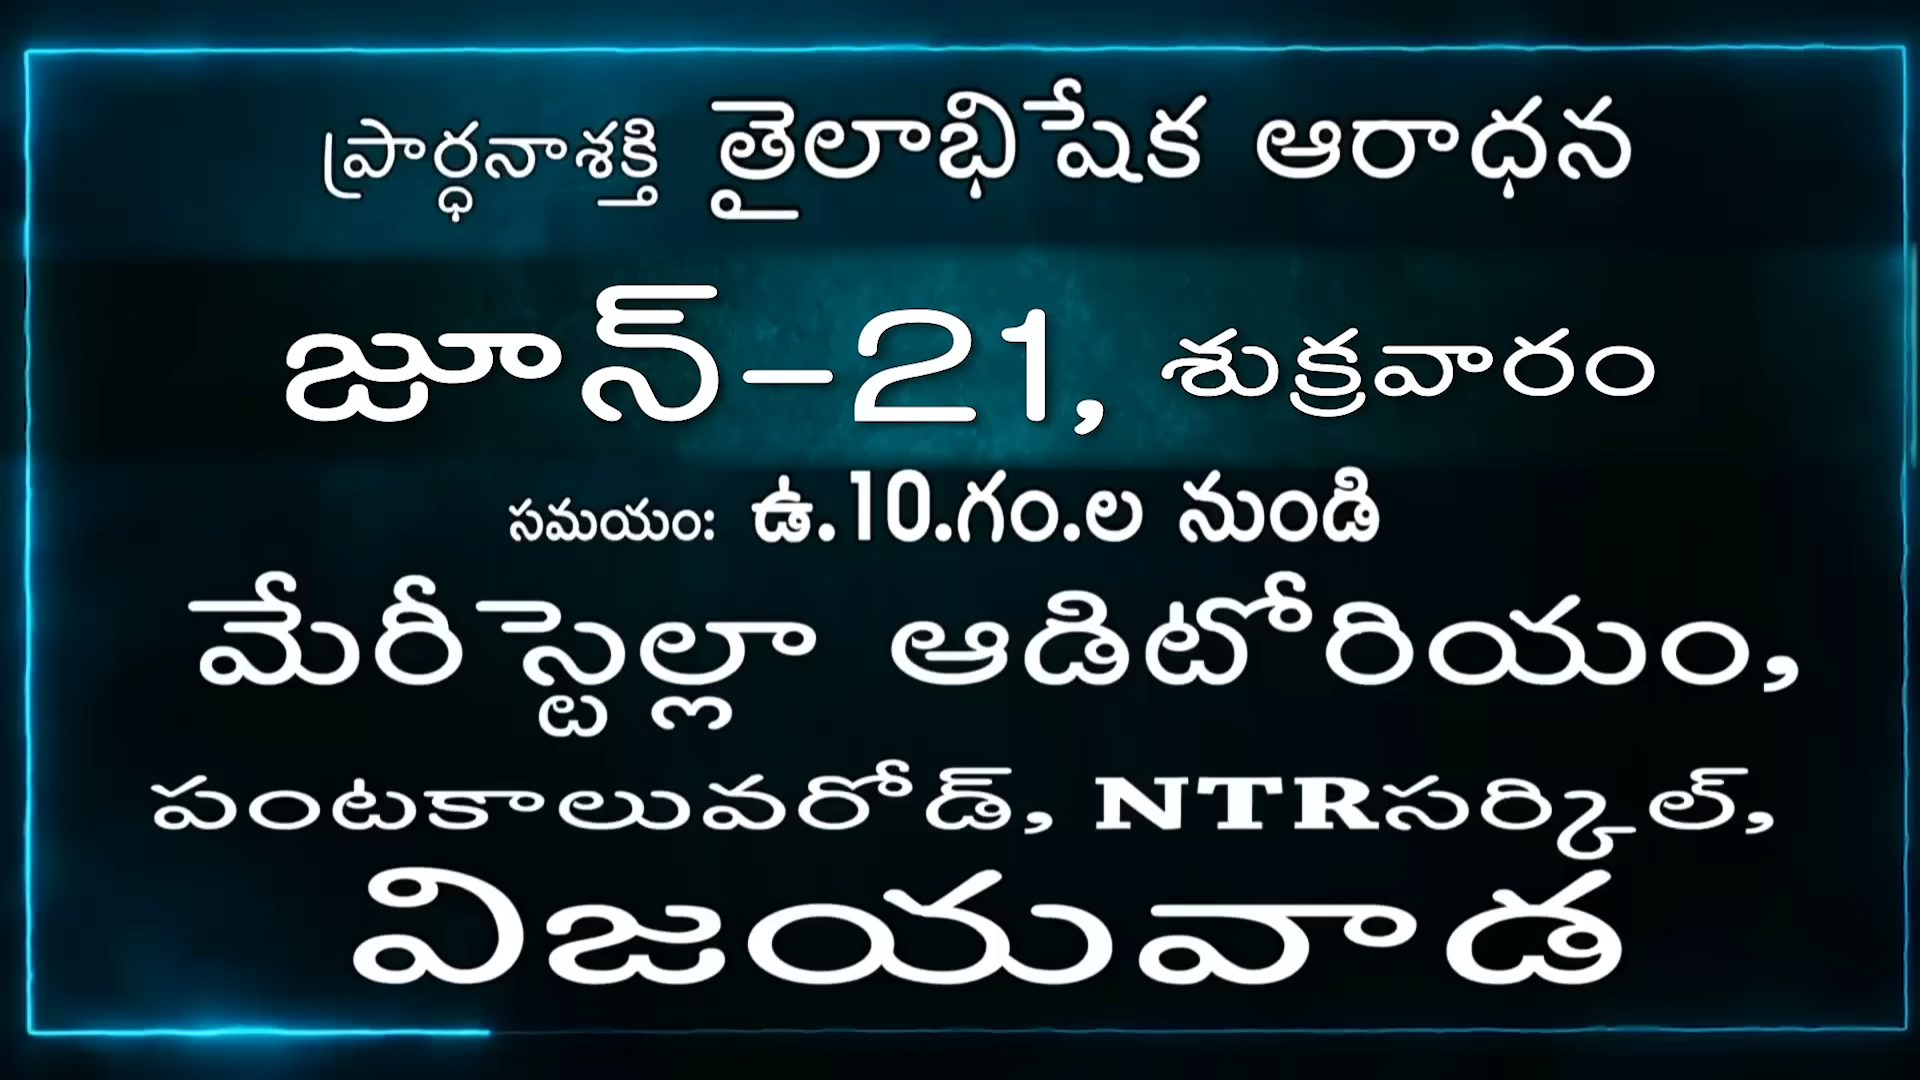 ప్రార్ధనాశక్తి తైలాభిషేక ఆరాధన
జూన్-21, శుక్రవారం
సమయం: ఉ.10.గం.ల నుండి
మేరీస్టెల్లా ఆడిటోరియం,
పంటకాలువరోడ్, NTRసర్కిల్,
విజయవాడ